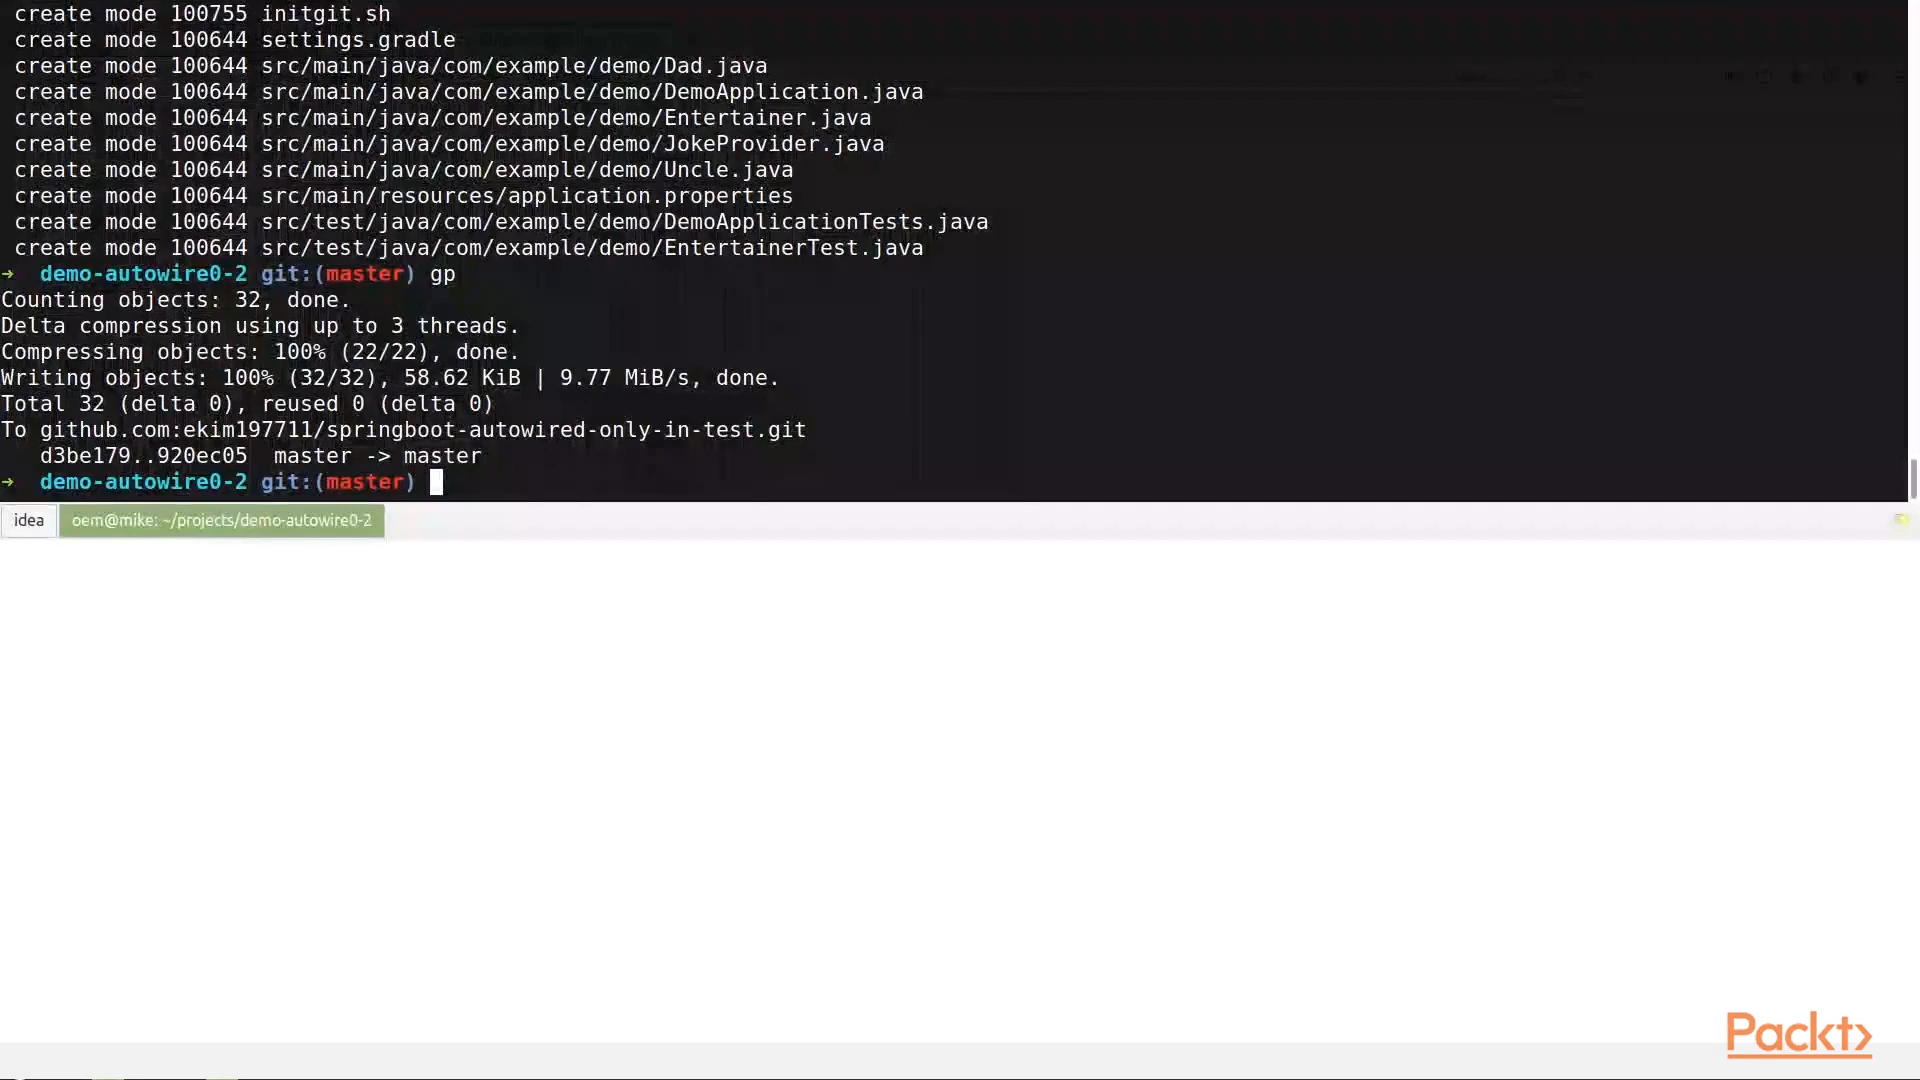 create mode 100755 initgit.sh
create mode 100644 settings.gradle
create mode 100644 src/main/java/com/example/demo/Dad.java
create mode 100644 src/main/java/com/example/demo/DemoApplication.java
create mode 100644 src/main/java/com/example/demo/Entertainer.java
create mode 100644 src/main/java/com/example/demo/JokeProvider.java
create mode 100644 src/main/java/com/example/demo/Uncle.java
create mode 100644 src/main/resources/application.properties
create mode 100644 src/test/java/com/example/demo/DemoApplicationTests.java
create mode 100644 src/test/java/com/example/demo/EntertainerTest.java
→ demo-autowire0-2 git:(master) gp
Counting objects: 32, done.
Delta compression using up to 3 threads.
Compressing objects: 100% (22/22), done.
Writing objects: 100% (32/32), 58.62 KiB | 9.77 MiB/s, done.
Total 32 (delta 0), reused 0 (delta 0)
To github.com:ekim197711/springboot-autowired-only-in-test.git
d3be179..920ec05 master -> master
→ demo-autowire0-2 git:(master)
idea oem@mike: ~/projects/demo-autowire0-2
Packt>